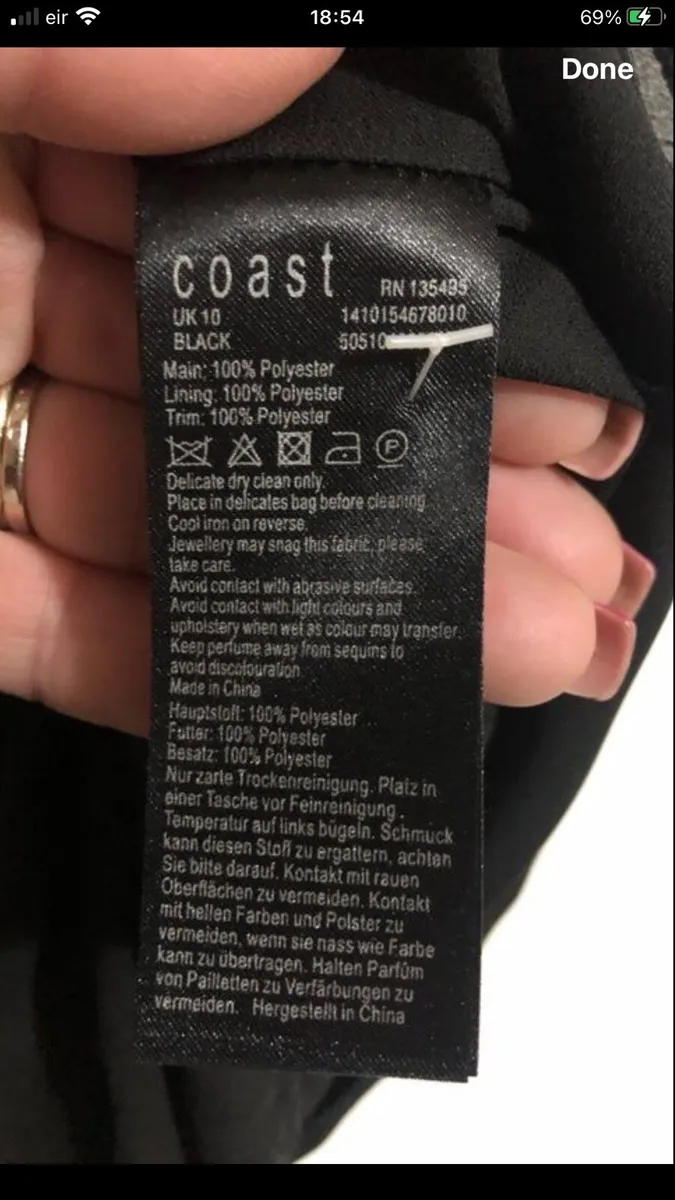 eir 18:54 69%
Done
coast
RN 135495
UK 10 1410154678010
BLACK 50510
Main: 100% Polyester
Lining: 100% Polyester
Trim: 100% Polyester
P
Delicate dry clean only.
Place in delicates bag before cleaning
Cool iron on reverse.
Jewellery may snag this fabric, please
take care.
Avoid contact with abrasive surfaces.
Avoid contact with light colours and
upholstery when wet as colour may transfer.
Keep perfume away from sequins to
avoid discolouration
Made in China
Hauptstoff: 100% Polyester
Futter: 100% Polyester
Besatz: 100% Polyester
Nur zarte Trockenreinigung. Platz in
einer Tasche vor Feinreinigung.
Temperatur auf links bügeln. Schmuck
kann diesen Stoff zu ergattern, achten
Sie bitte darauf. Kontakt mit rauen
Oberflächen zu vermeiden. Kontakt
mit hellen Farben und Polster zu
vermeiden, wenn sie nass wie Farbe
kann zu übertragen. Halten Parfüm
von Pailletten zu Verfärbungen zu
vermeiden. Hergestellt in China